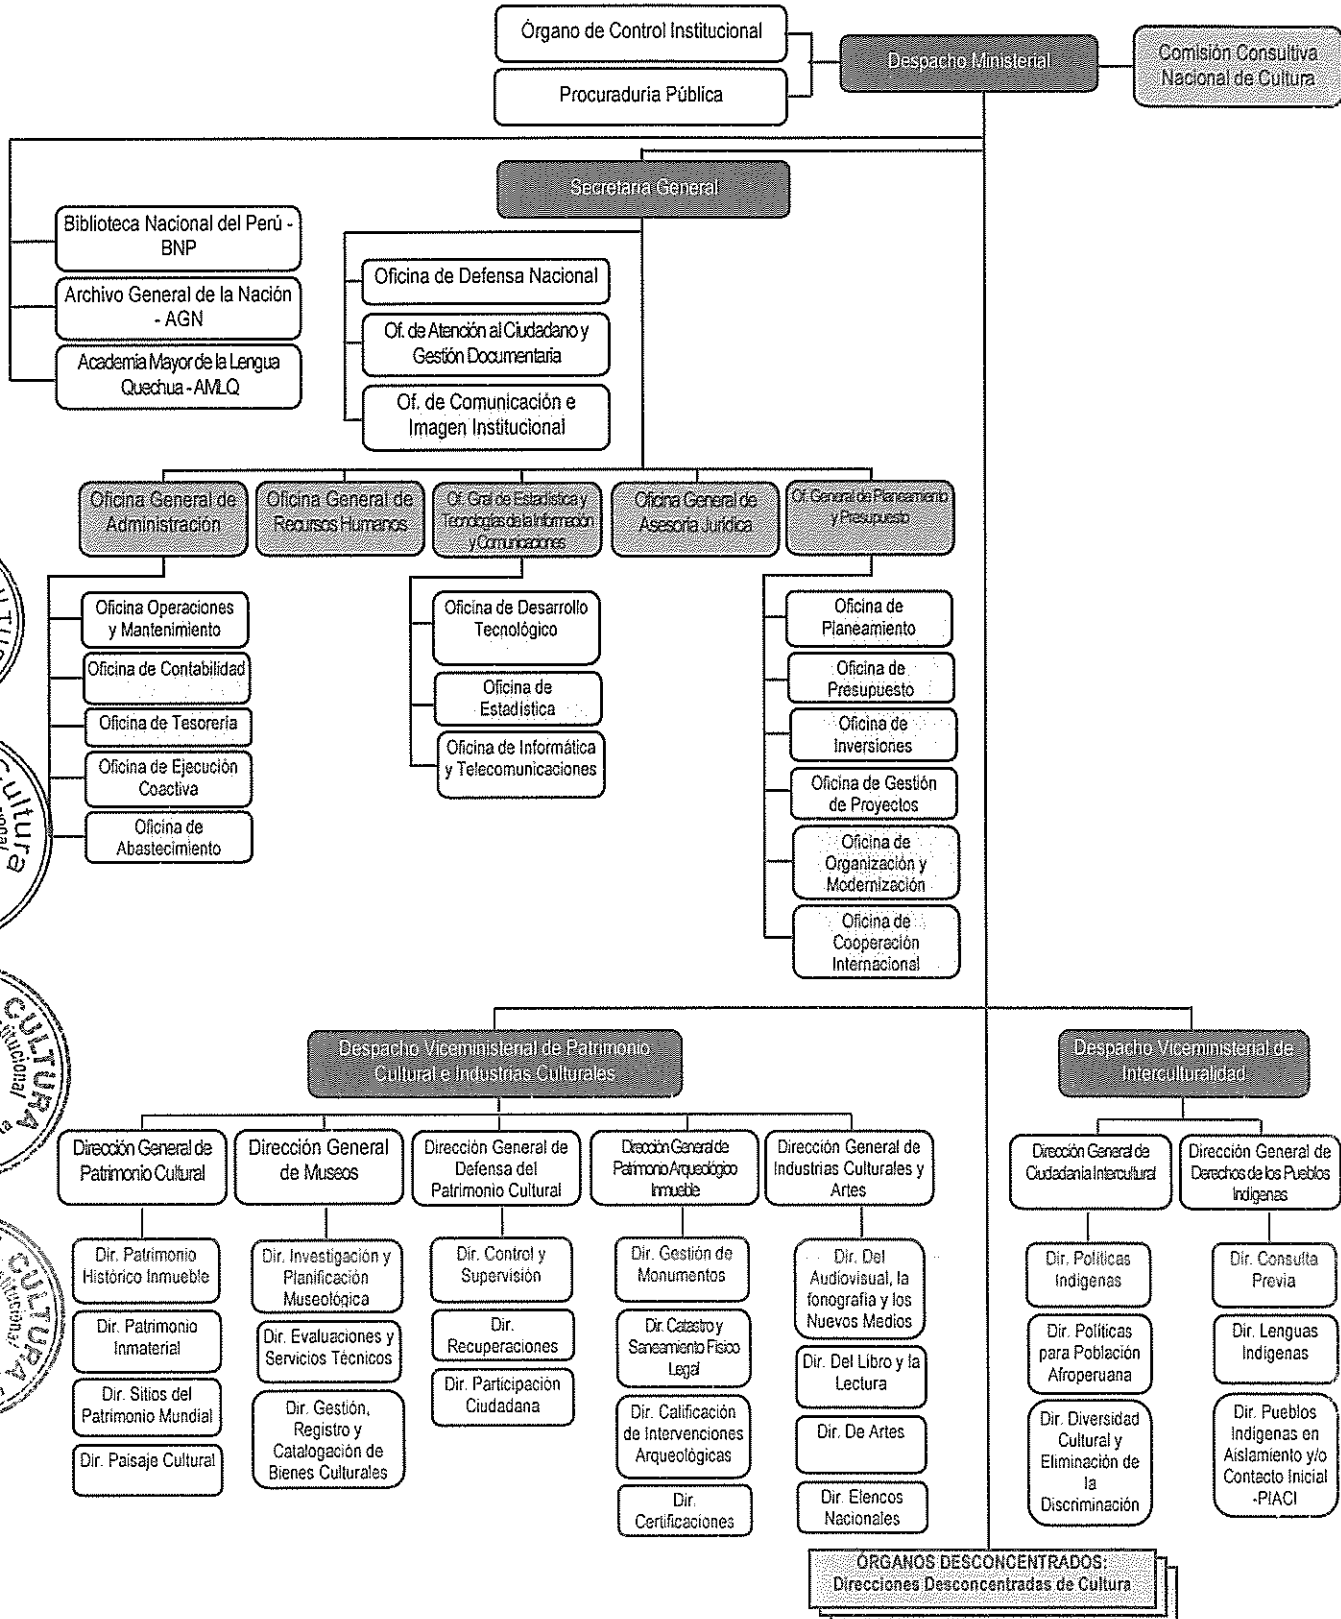 Órgano de Control Institucional
Procuraduría Pública
Despacho Ministerial
Comisión Consultiva
Nacional de Cultura
Secretaria General
Biblioteca Nacional del Perú -
BNP
Archivo General de la Nación
- AGN
Academia Mayor de la Lengua
Quechua - AMLQ
Oficina de Defensa Nacional
Of. de Atención al Ciudadano y
Gestión Documentaria
Of. de Comunicación e
Imagen Institucional
Oficina General de
Administración
Oficina General de
Recursos Humanos
Of. Gral de Estadística y
Tecnologías de la Información
y Comunicaciones
Oficina General de
Asesoría Jurídica
Of. General de Planeamiento
y Presupuesto
Oficina Operaciones
y Mantenimiento
Oficina de Contabilidad
Oficina de Tesorería
Oficina de Ejecución
Coactiva
Oficina de
Abastecimiento
Oficina de Desarrollo
Tecnológico
Oficina de
Estadística
Oficina de Informática
y Telecomunicaciones
Oficina de
Planeamiento
Oficina de
Presupuesto
Oficina de
Inversiones
Oficina de Gestión
de Proyectos
Oficina de
Organización y
Modernización
Oficina de
Cooperación
Internacional
Cultura
CULTURA
CULTURA
Despacho Viceministerial de Patrimonio
Cultural e Industrias Culturales
Despacho Viceministerial de
Interculturalidad
Dirección General de
Patrimonio Cultural
Dirección General
de Museos
Dirección General de
Defensa del
Patrimonio Cultural
Dirección General de
Patrimonio Arqueológico
Inmueble
Dirección General de
Industrias Culturales y
Artes
Dirección General de
Ciudadanía Intercultural
Dirección General de
Derechos de los Pueblos
Indígenas
Dir. Patrimonio
Histórico Inmueble
Dir. Patrimonio
Inmaterial
Dir. Sitios del
Patrimonio Mundial
Dir. Paisaje Cultural
Dir. Investigación y
Planificación
Museológica
Dir. Evaluaciones y
Servicios Técnicos
Dir. Gestión,
Registro y
Catalogación de
Bienes Culturales
Dir. Control y
Supervisión
Dir.
Recuperaciones
Dir. Participación
Ciudadana
Dir. Gestión de
Monumentos
Dir. Catastro y
Saneamiento Físico
Legal
Dir. Calificación
de Intervenciones
Arqueológicas
Dir.
Certificaciones
Dir. Del
Audiovisual, la
fonografía y los
Nuevos Medios
Dir. Del Libro y la
Lectura
Dir. De Artes
Dir. Elencos
Nacionales
Dir. Políticas
Indígenas
Dir. Políticas
para Población
Afroperuana
Dir. Diversidad
Cultural y
Eliminación de
la
Discriminación
Dir. Consulta
Previa
Dir. Lenguas
Indígenas
Dir. Pueblos
Indígenas en
Aislamiento y/o
Contacto Inicial
-PIACI
ÓRGANOS DESCONCENTRADOS:
Direcciones Desconcentradas de Cultura